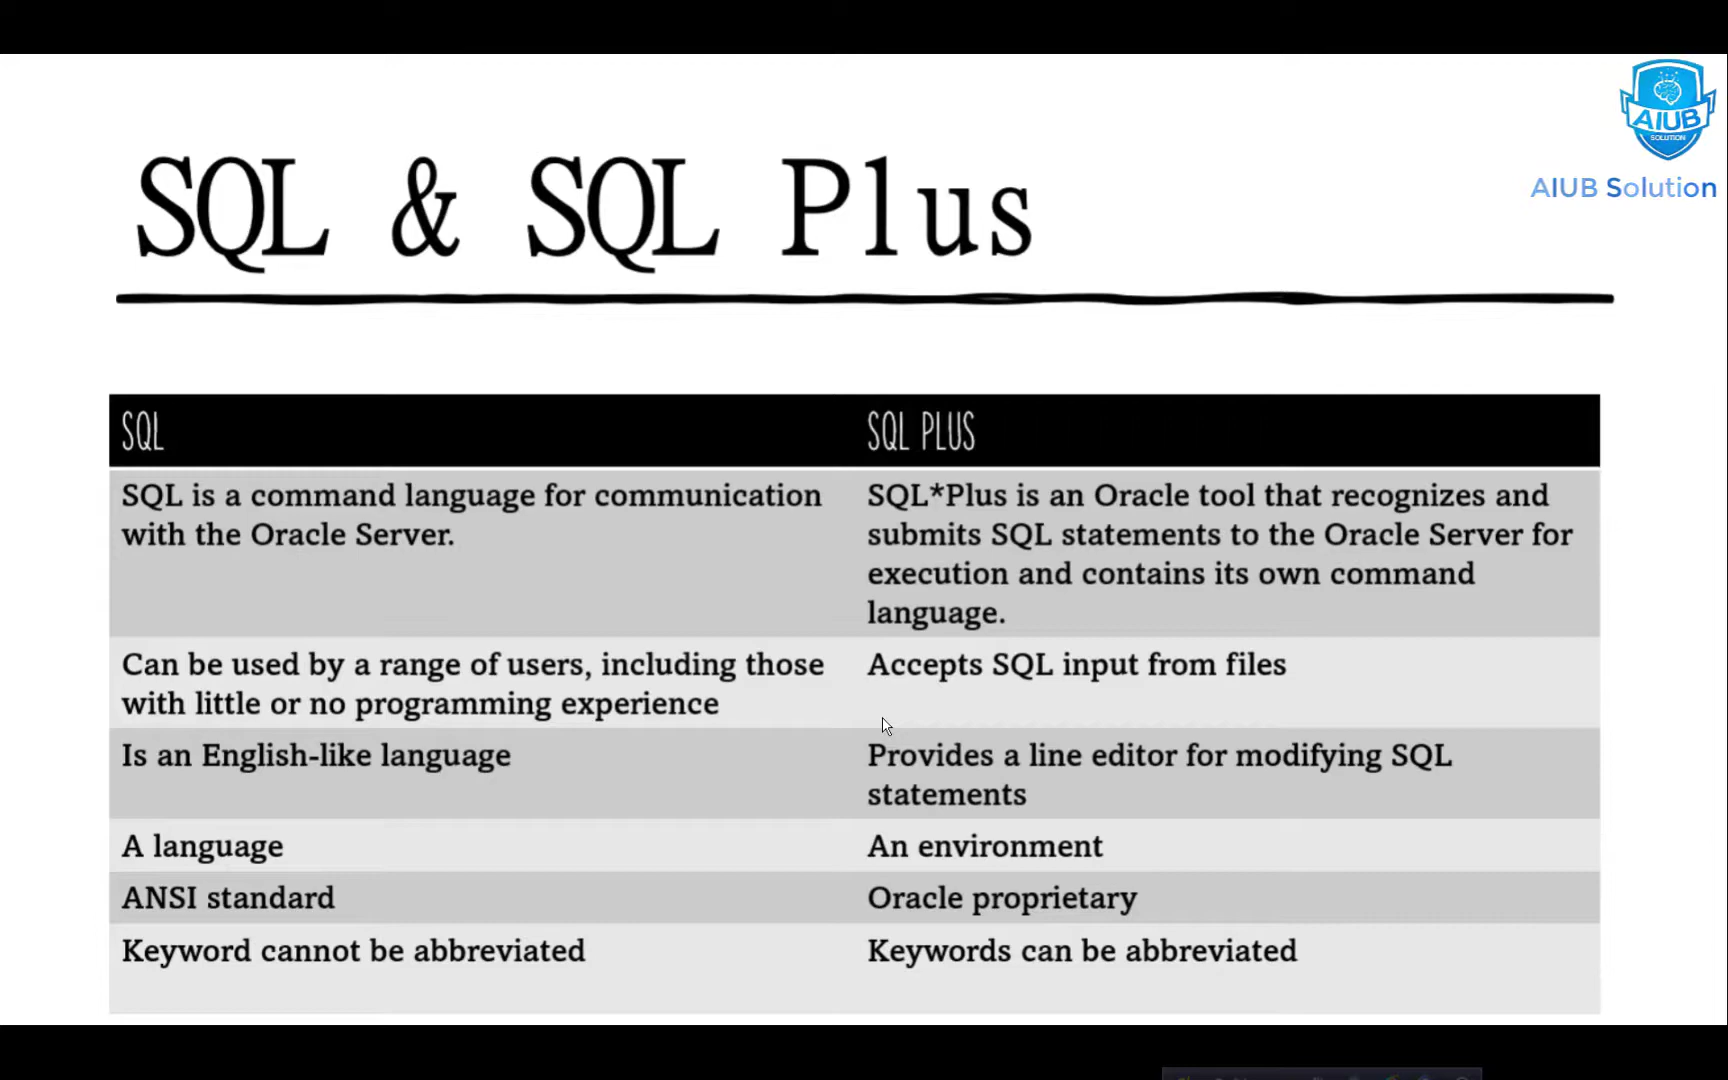 AIUB
SOLUTION
AIUB Solution
SQL & SQL Plus
SQL
SQL PLUS
SQL is a command language for communication
with the Oracle Server.
SQL*Plus is an Oracle tool that recognizes and
submits SQL statements to the Oracle Server for
execution and contains its own command
language.
Can be used by a range of users, including those
with little or no programming experience
Accepts SQL input from files
Is an English-like language
Provides a line editor for modifying SQL
statements
A language
An environment
ANSI standard
Oracle proprietary
Keyword cannot be abbreviated
Keywords can be abbreviated